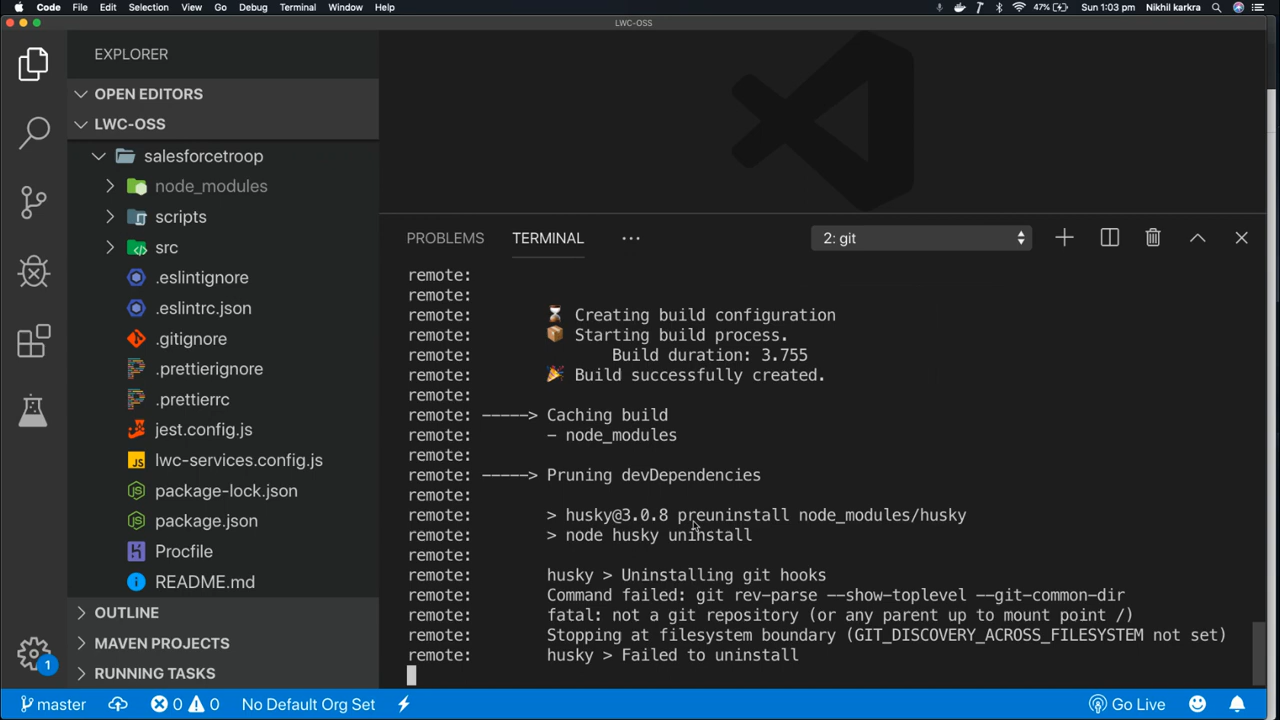 Code File Edit Selection View Go Debug Terminal Window Help 47% Sun 1:03 pm Nikhil karkra
LWC-OSS
EXPLORER
OPEN EDITORS
LWC-OSS
salesforcetroop
node_modules
scripts
src
.eslintignore
.eslintrc.json
.gitignore
.prettierignore
.prettierrc
jest.config.js
JS lwc-services.config.js
package-lock.json
package.json
Procfile
README.md
OUTLINE
MAVEN PROJECTS
RUNNING TASKS
1
PROBLEMS TERMINAL ... 2: git
remote:
remote:
remote: ⏳ Creating build configuration
remote: 📦 Starting build process.
remote: Build duration: 3.755
remote: 🎉 Build successfully created.
remote:
remote: -----> Caching build
remote: - node_modules
remote:
remote: -----> Pruning devDependencies
remote:
remote: > husky@3.0.8 preuninstall node_modules/husky
remote: > node husky uninstall
remote:
remote: husky > Uninstalling git hooks
remote: Command failed: git rev-parse --show-toplevel --git-common-dir
remote: fatal: not a git repository (or any parent up to mount point /)
remote: Stopping at filesystem boundary (GIT_DISCOVERY_ACROSS_FILESYSTEM not set)
remote: husky > Failed to uninstall
master 0 0 No Default Org Set Go Live